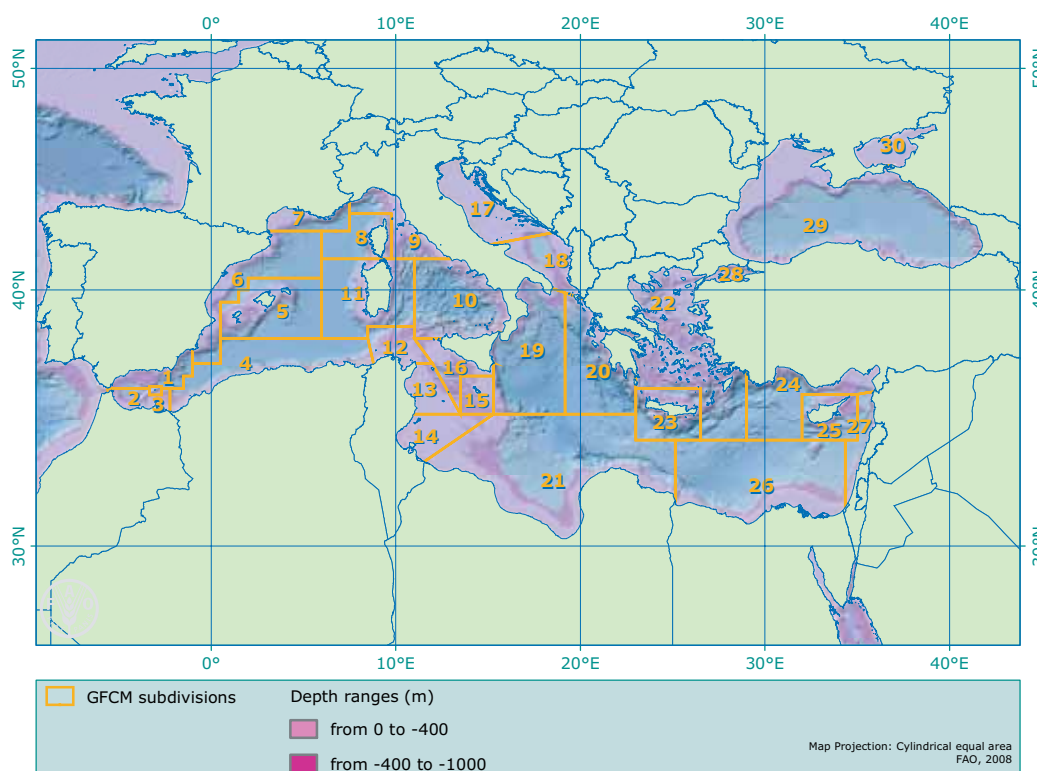 0° 10° 20° 30° 40°
50°N 50°N
30
17
7
8
29
9
18
28
6
40°N 40°N
11
10
22
5
19
12
4
16
20
1
24
13
2
3
15
23
25
27
14
21
26
30°N 30°N
0° 10° 20° 30° 40°
GFCM subdivisions
Depth ranges (m)
from 0 to -400
from -400 to -1000
Map Projection: Cylindrical equal area
FAO, 2008